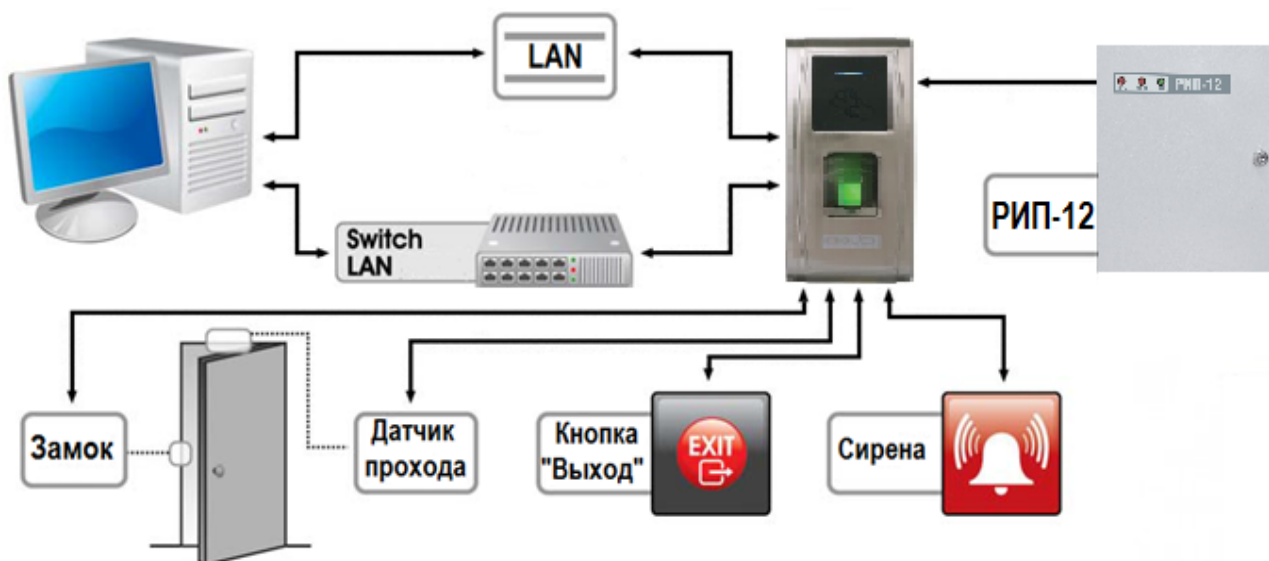 LAN
РИП-12
РИП-12
Switch
LAN
Замок
Датчик
прохода
Кнопка
"Выход"
EXIT
Сирена